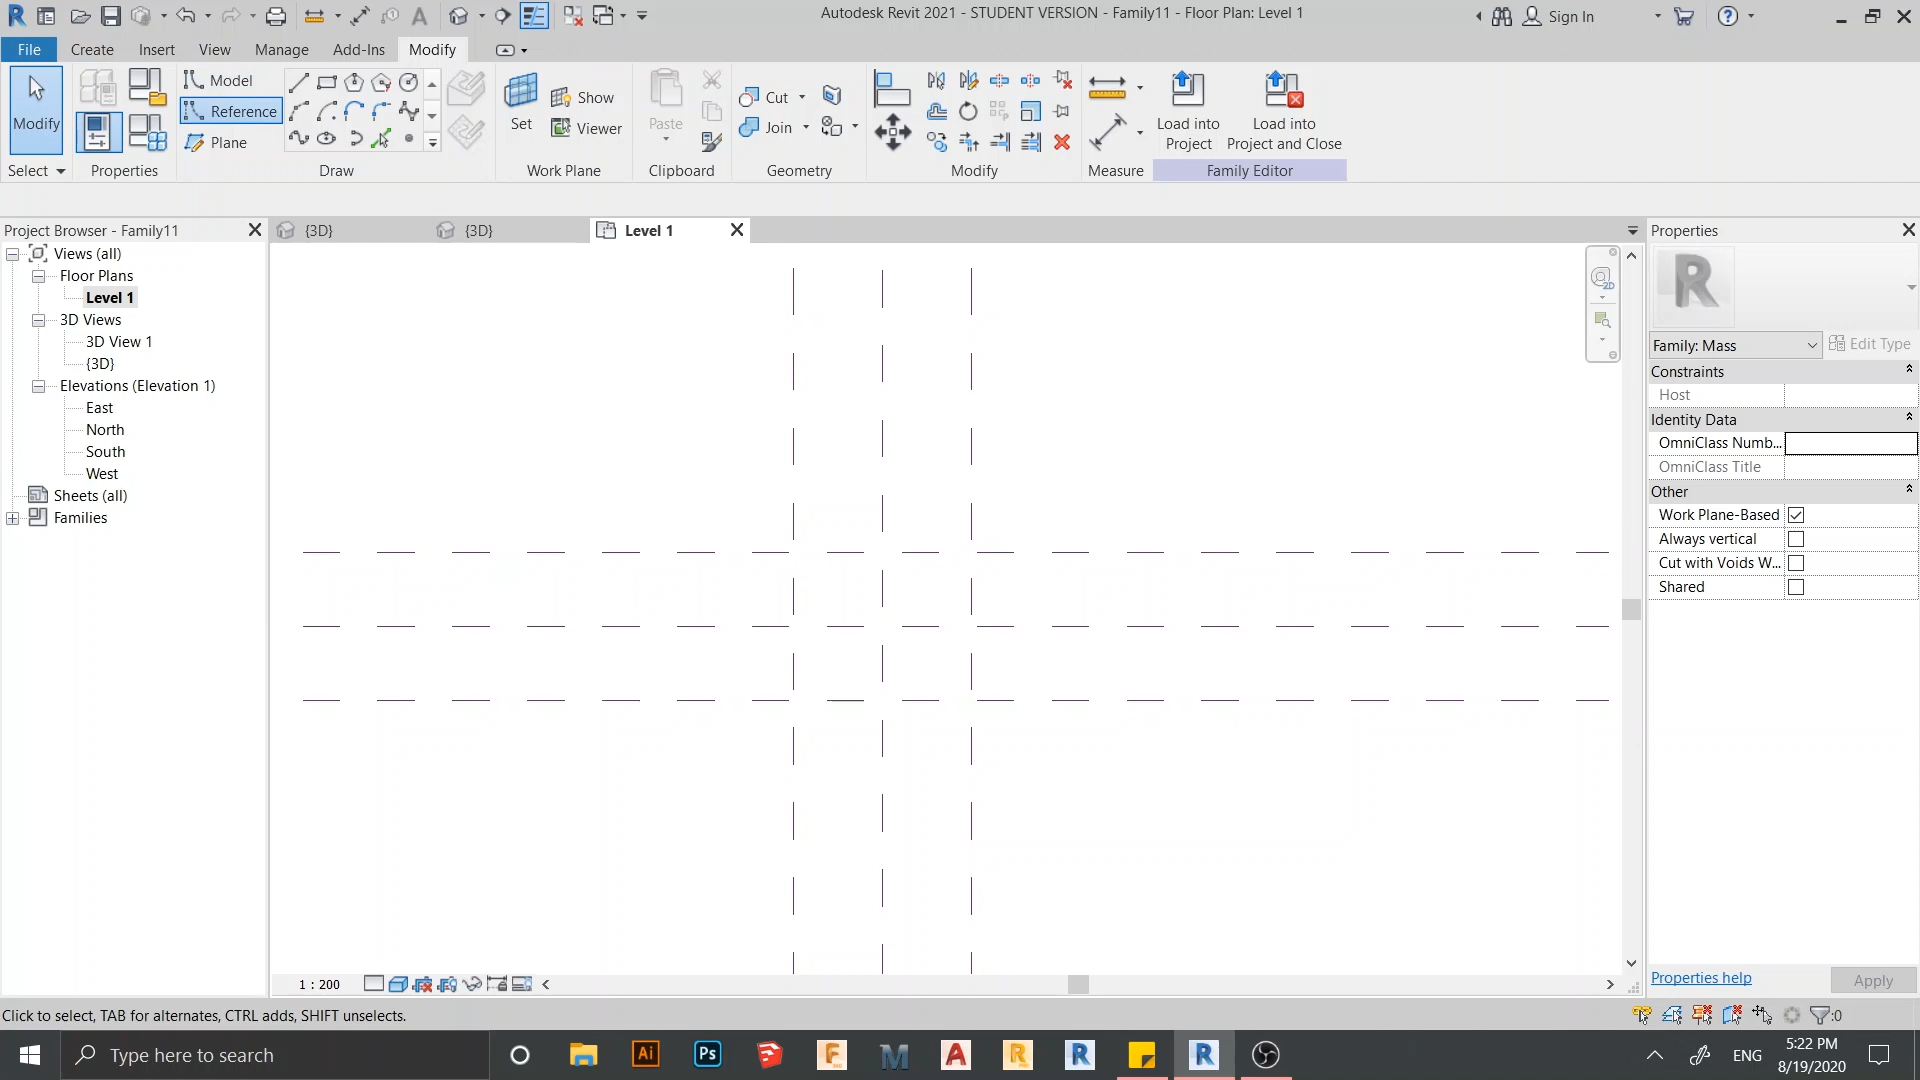 Autodesk Revit 2021 - STUDENT VERSION - Family11 - Floor Plan: Level 1
Sign In
File
Create
Insert
View
Manage
Add-Ins
Modify
Modify
Model
Reference
Plane
Set
Show
Viewer
Paste
Cut
Join
Load into
Project
Load into
Project and Close
Select
Properties
Draw
Work Plane
Clipboard
Geometry
Modify
Measure
Family Editor
Project Browser - Family11
{3D}
{3D}
Level 1
Properties
Views (all)
Floor Plans
Level 1
3D Views
3D View 1
{3D}
Elevations (Elevation 1)
East
North
South
West
Sheets (all)
Families
2D
R
Family: Mass
Edit Type
Constraints
Host
Identity Data
OmniClass Numb...
OmniClass Title
Other
Work Plane-Based
Always vertical
Cut with Voids W...
Shared
Properties help
Apply
1 : 200
Click to select, TAB for alternates, CTRL adds, SHIFT unselects.
:0
Type here to search
Ai
Ps
ENG
5:22 PM
8/19/2020